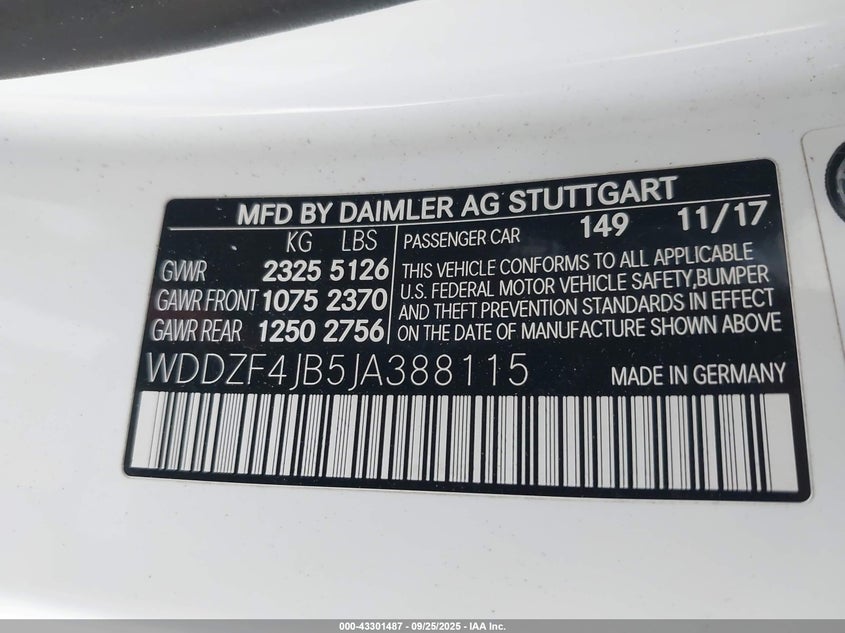 MFD BY DAIMLER AG STUTTGART
KG LBS
GVWR 2325 5126
GAWR FRONT 1075 2370
GAWR REAR 1250 2756
PASSENGER CAR 149 11/17
THIS VEHICLE CONFORMS TO ALL APPLICABLE
U.S. FEDERAL MOTOR VEHICLE SAFETY, BUMPER
AND THEFT PREVENTION STANDARDS IN EFFECT
ON THE DATE OF MANUFACTURE SHOWN ABOVE
WDDZF4JB5JA388115 MADE IN GERMANY
000-43301487 - 09/25/2025 - IAA Inc.